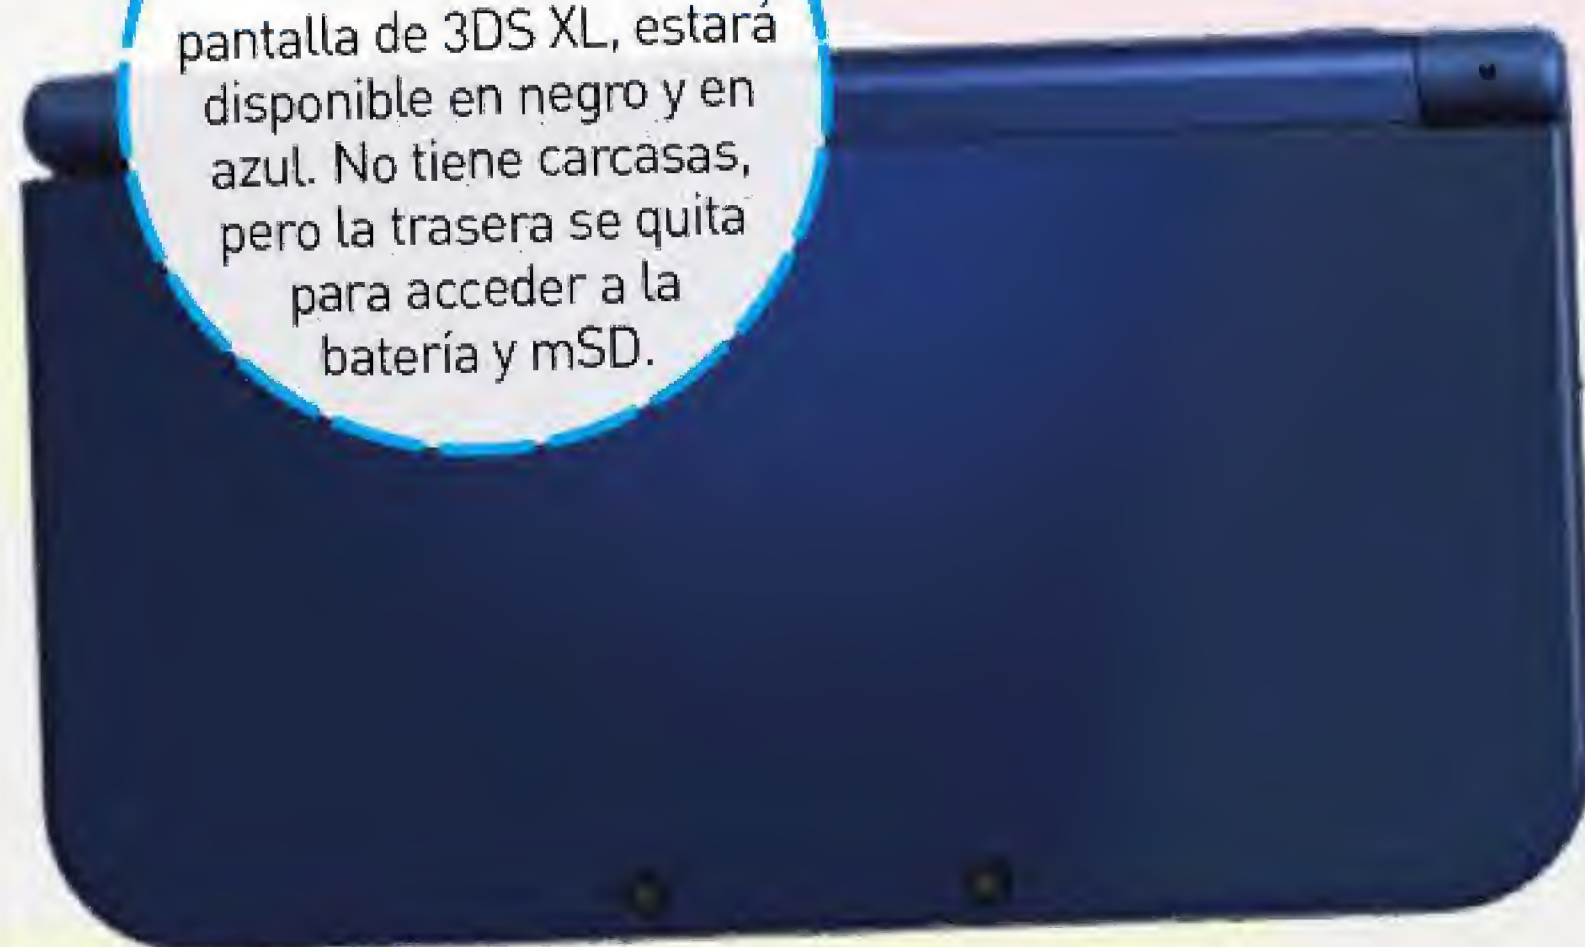 pantalla de 3DS XL, estará
disponible en negro y en
azul. No tiene carcasas,
pero la trasera se quita
para acceder a la
batería y mSD.